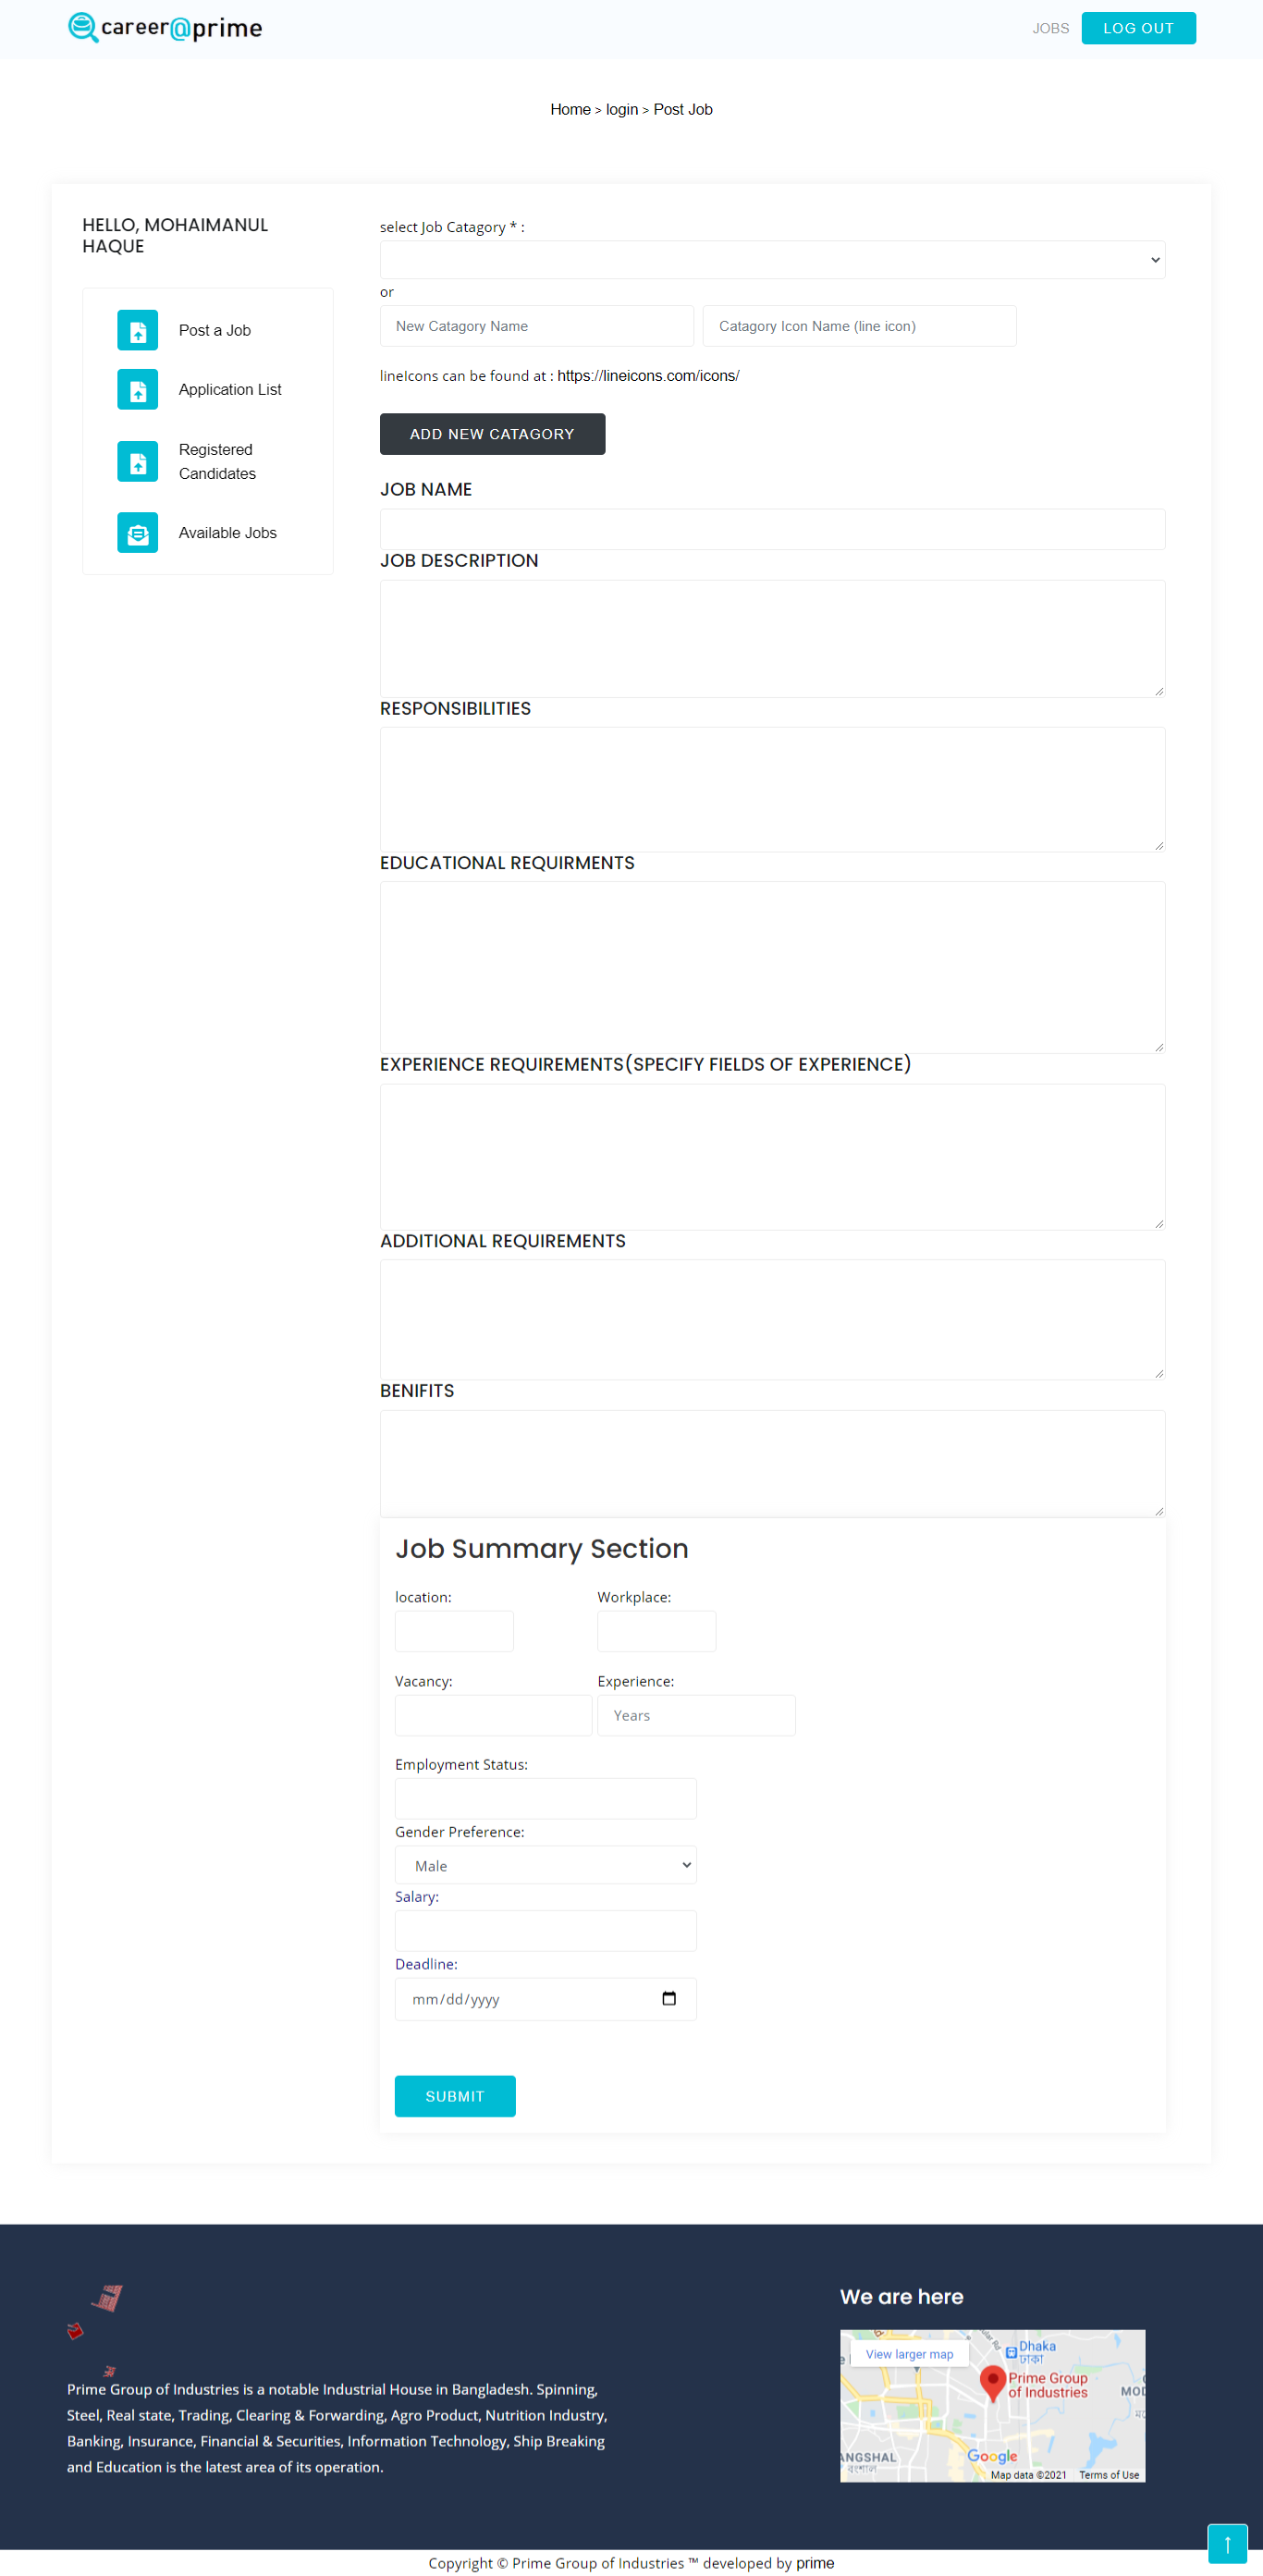 career@prime
JOBS
LOG OUT
Home > login > Post Job
HELLO, MOHAIMANUL
HAQUE
Post a Job
Application List
Registered
Candidates
Available Jobs
select Job Catagory * :
or
New Catagory Name
Catagory Icon Name (line icon)
lineIcons can be found at : https://lineicons.com/icons/
ADD NEW CATAGORY
JOB NAME
JOB DESCRIPTION
RESPONSIBILITIES
EDUCATIONAL REQUIRMENTS
EXPERIENCE REQUIREMENTS(SPECIFY FIELDS OF EXPERIENCE)
ADDITIONAL REQUIREMENTS
BENIFITS
Job Summary Section
location:
Workplace:
Vacancy:
Experience:
Years
Employment Status:
Gender Preference:
Male
Salary:
Deadline:
mm/dd/yyyy
SUBMIT
Prime Group of Industries is a notable Industrial House in Bangladesh. Spinning,
Steel, Real state, Trading, Clearing & Forwarding, Agro Product, Nutrition Industry,
Banking, Insurance, Financial & Securities, Information Technology, Ship Breaking
and Education is the latest area of its operation.
We are here
View larger map
Dhaka
ঢাকা
Prime Group
of Industries
MOD
ANGSHAL
বংশাল
Google
Map data ©2021
Terms of Use
Copyright © Prime Group of Industries ™ developed by prime